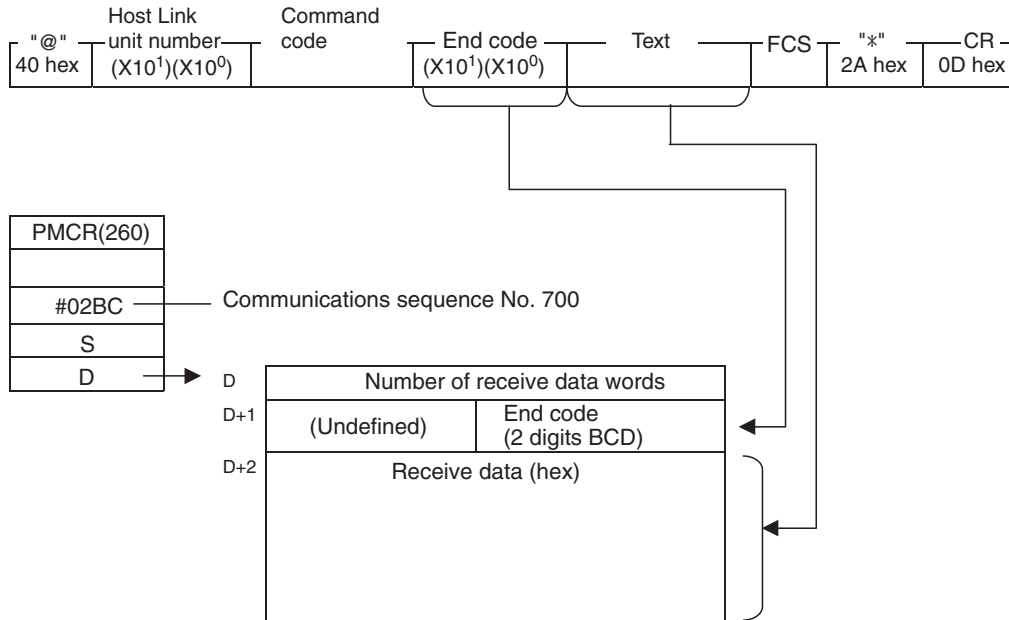 "@"
40 hex
Host Link
unit number
(X10¹)(X10⁰)
Command
code
End code
(X10¹)(X10⁰)
Text
FCS
"*"
2A hex
CR
0D hex
PMCR(260)
#02BC
Communications sequence No. 700
S
D
D
Number of receive data words
D+1
(Undefined)
End code
(2 digits BCD)
D+2
Receive data (hex)